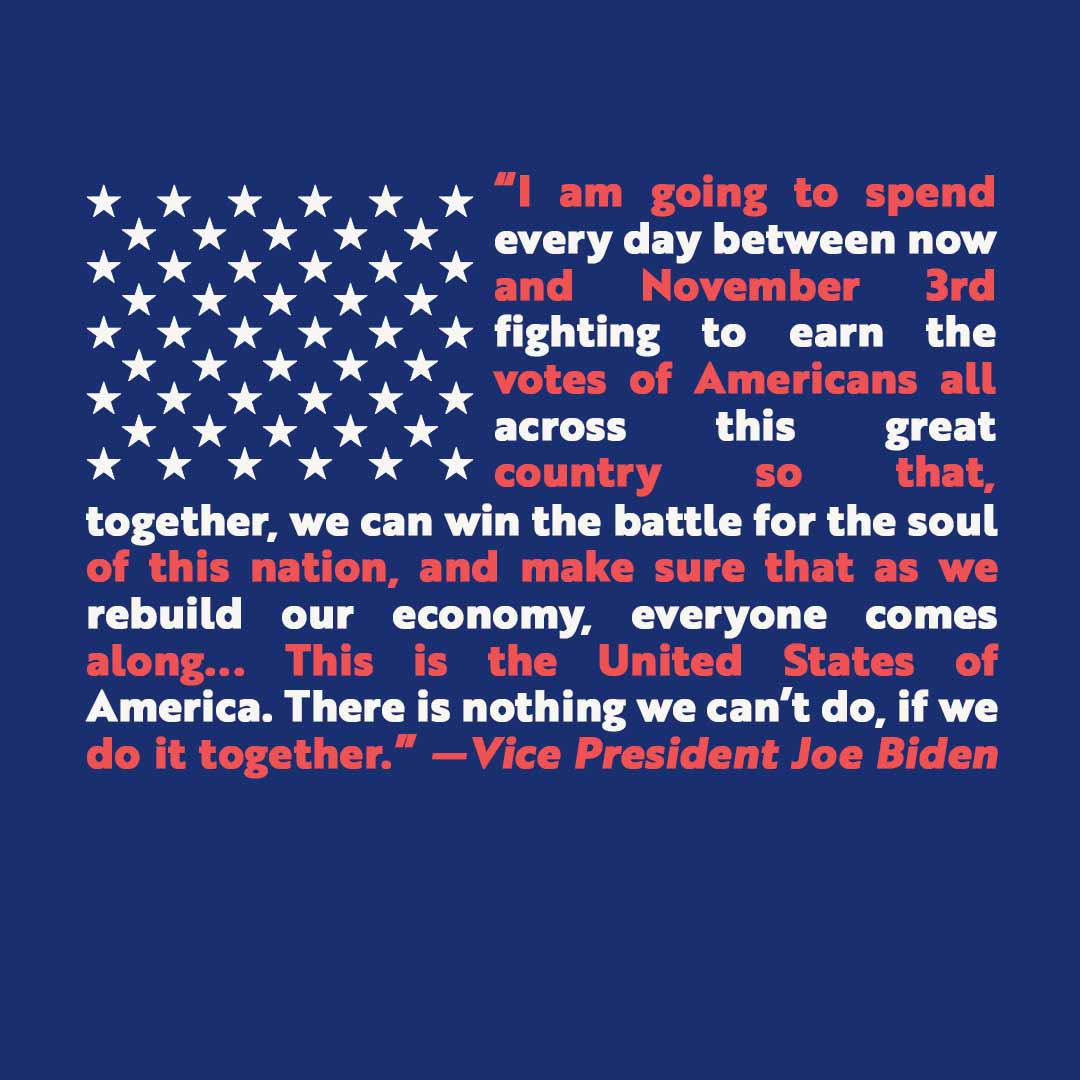 “I am going to spend
every day between now
and November 3rd
fighting to earn the
votes of Americans all
across this great
country so that,
together, we can win the battle for the soul
of this nation, and make sure that as we
rebuild our economy, everyone comes
along... This is the United States of
America. There is nothing we can’t do, if we
do it together.” —Vice President Joe Biden